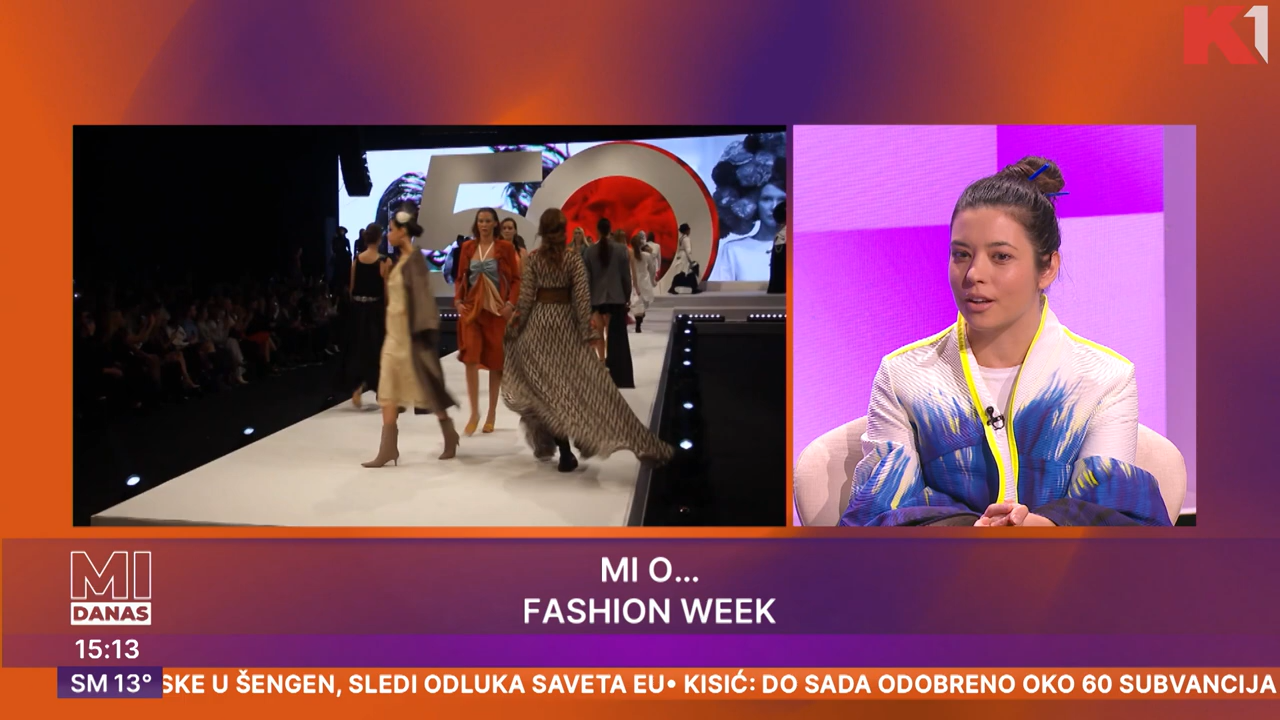 K1
50
MI O...
FASHION WEEK
MI
DANAS
15:13
SM 13°
SKE U ŠENGEN, SLEDI ODLUKA SAVETA EU• KISIĆ: DO SADA ODOBRENO OKO 60 SUBVANCIJA